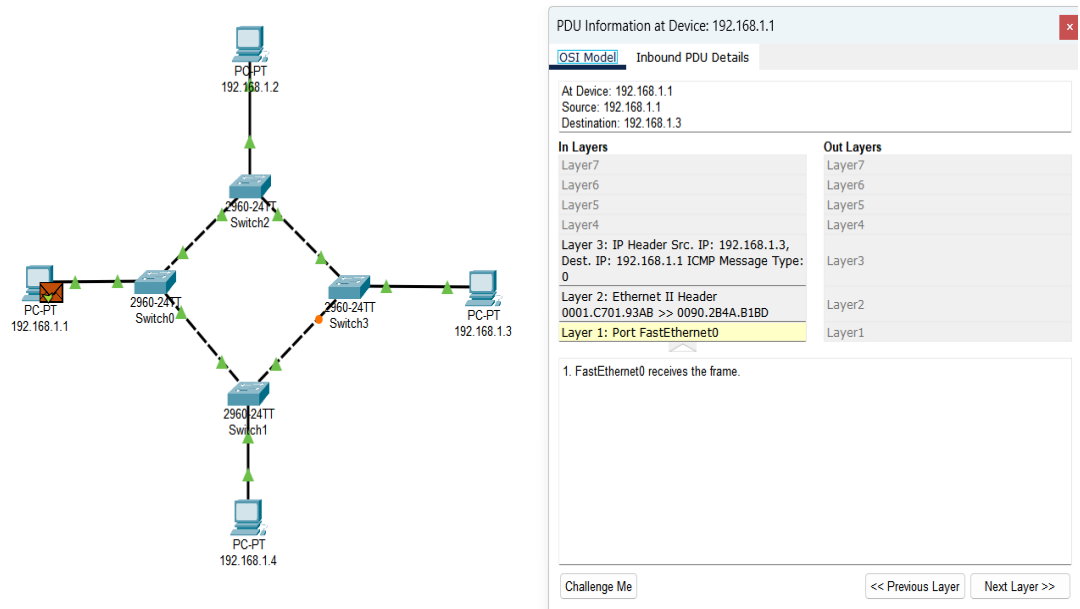 PC-PT
192.168.1.2
2960-24TT
Switch2
PC-PT
192.168.1.1
2960-24TT
Switch0
2960-24TT
Switch3
PC-PT
192.168.1.3
2960-24TT
Switch1
PC-PT
192.168.1.4
PDU Information at Device: 192.168.1.1
x
OSI Model
Inbound PDU Details
At Device: 192.168.1.1
Source: 192.168.1.1
Destination: 192.168.1.3
In Layers
Layer7
Layer6
Layer5
Layer4
Layer 3: IP Header Src. IP: 192.168.1.3,
Dest. IP: 192.168.1.1 ICMP Message Type:
0
Layer 2: Ethernet II Header
0001.C701.93AB >> 0090.2B4A.B1BD
Layer 1: Port FastEthernet0
Out Layers
Layer7
Layer6
Layer5
Layer4
Layer3
Layer2
Layer1
1. FastEthernet0 receives the frame.
Challenge Me
<< Previous Layer
Next Layer >>